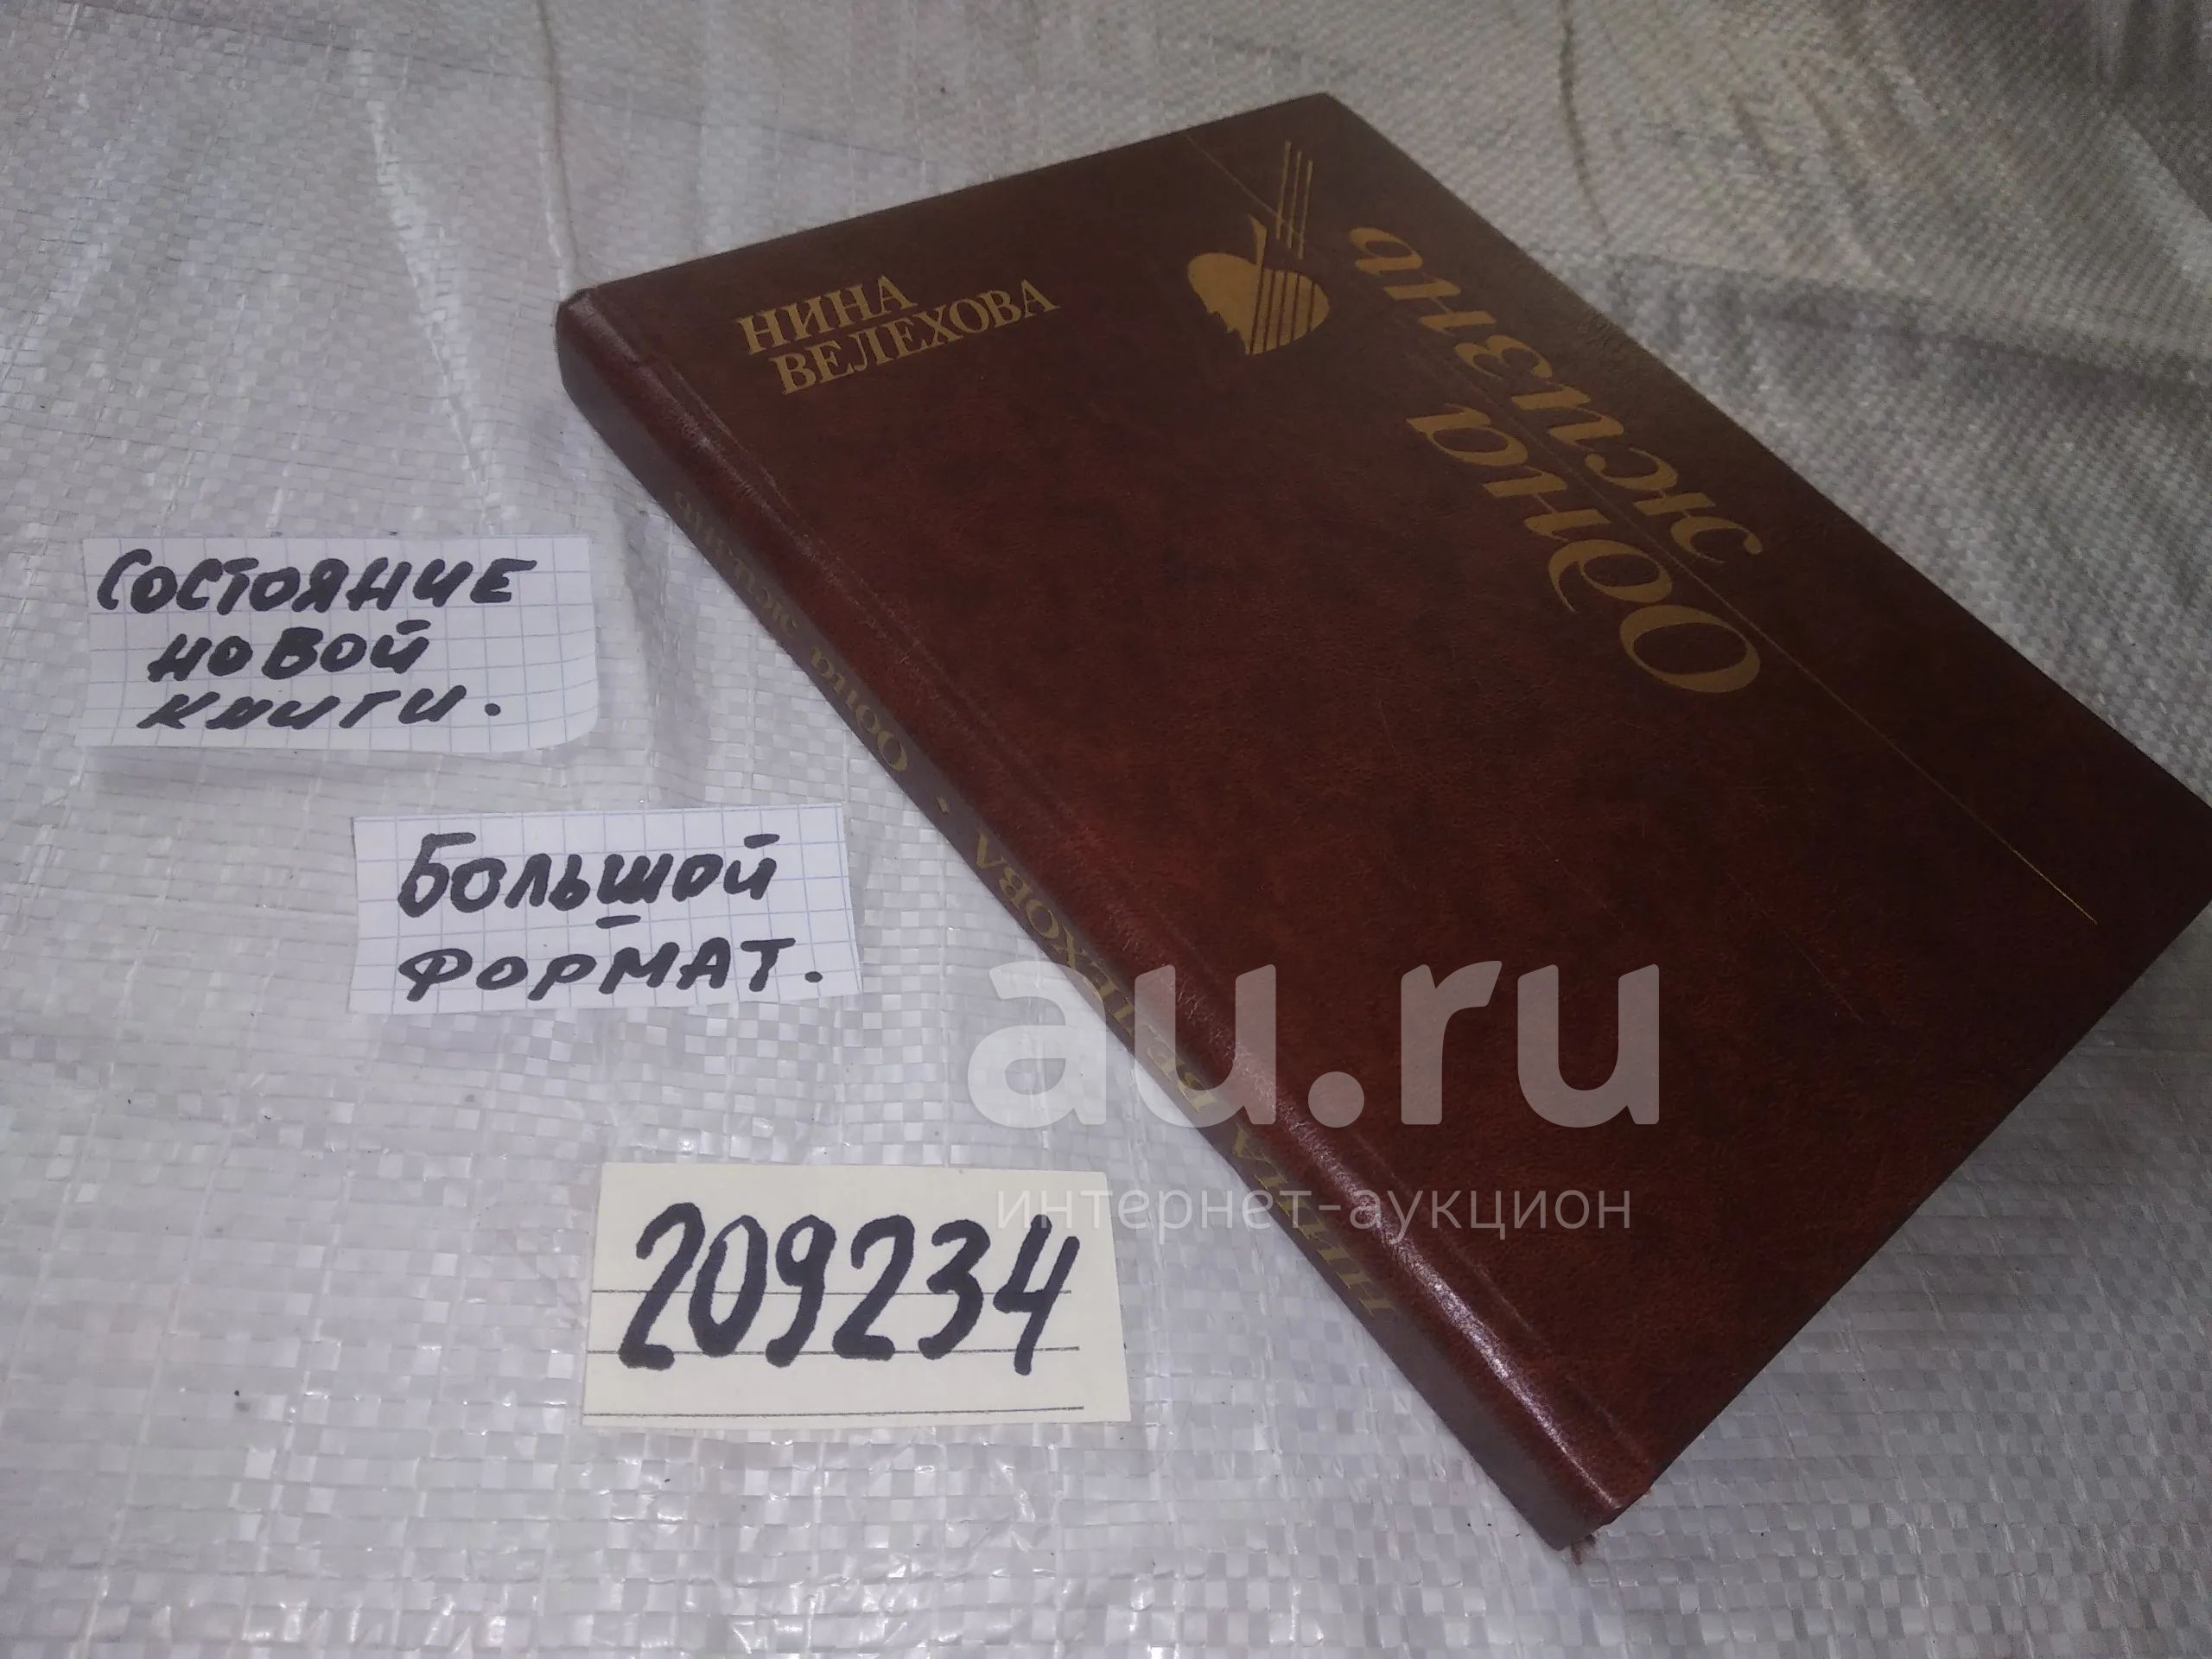 НИНА
ВЕЛЕХОВА
Одна
жизнь
НИНА ВЕЛЕХОВА • Одна жизнь
СОСТОЯНИЕ
НОВОЙ
КНИГИ.
БОЛЬШОЙ
ФОРМАТ.
au.ru
интернет-аукцион
209234